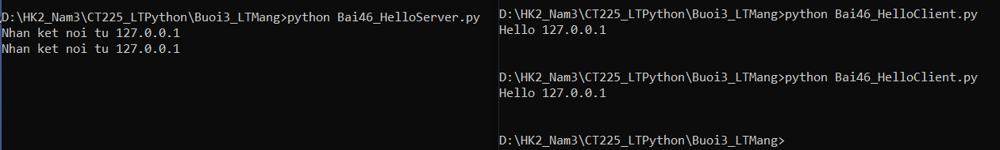 D:\HK2_Nam3\CT225_LTPython\Buoi3_LTMang>python Bai46_HelloServer.py
Nhan ket noi tu 127.0.0.1
Nhan ket noi tu 127.0.0.1
D:\HK2_Nam3\CT225_LTPython\Buoi3_LTMang>python Bai46_HelloClient.py
Hello 127.0.0.1
D:\HK2_Nam3\CT225_LTPython\Buoi3_LTMang>python Bai46_HelloClient.py
Hello 127.0.0.1
D:\HK2_Nam3\CT225_LTPython\Buoi3_LTMang>